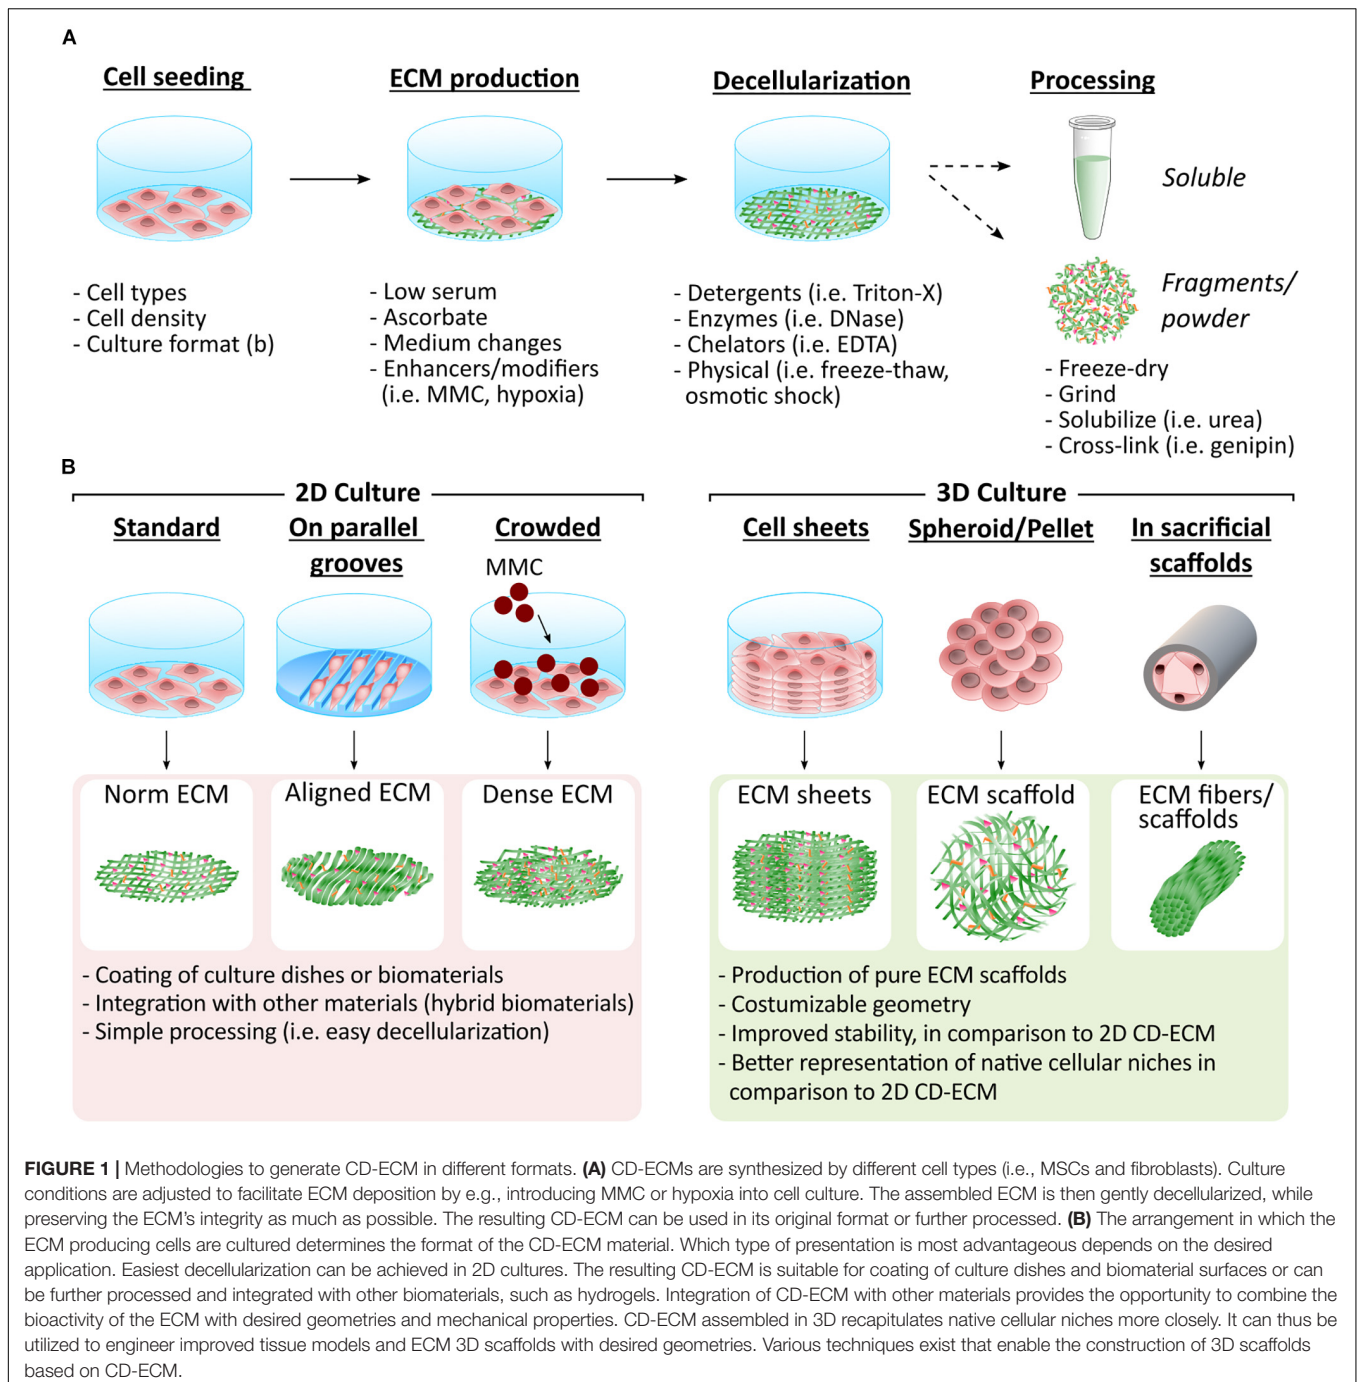 A
Cell seeding
ECM production
Decellularization
Processing
Soluble
Fragments/
powder
- Cell types
- Cell density
- Culture format (b)
- Low serum
- Ascorbate
- Medium changes
- Enhancers/modifiers
(i.e. MMC, hypoxia)
- Detergents (i.e. Triton-X)
- Enzymes (i.e. DNase)
- Chelators (i.e. EDTA)
- Physical (i.e. freeze-thaw,
osmotic shock)
- Freeze-dry
- Grind
- Solubilize (i.e. urea)
- Cross-link (i.e. genipin)
B
2D Culture
Standard
On parallel
grooves
Crowded
MMC
Norm ECM
Aligned ECM
Dense ECM
- Coating of culture dishes or biomaterials
- Integration with other materials (hybrid biomaterials)
- Simple processing (i.e. easy decellularization)
3D Culture
Cell sheets
Spheroid/Pellet
In sacrificial
scaffolds
ECM sheets
ECM scaffold
ECM fibers/
scaffolds
- Production of pure ECM scaffolds
- Costumizable geometry
- Improved stability, in comparison to 2D CD-ECM
- Better representation of native cellular niches in
comparison to 2D CD-ECM
FIGURE 1 | Methodologies to generate CD-ECM in different formats. (A) CD-ECMs are synthesized by different cell types (i.e., MSCs and fibroblasts). Culture
conditions are adjusted to facilitate ECM deposition by e.g., introducing MMC or hypoxia into cell culture. The assembled ECM is then gently decellularized, while
preserving the ECM's integrity as much as possible. The resulting CD-ECM can be used in its original format or further processed. (B) The arrangement in which the
ECM producing cells are cultured determines the format of the CD-ECM material. Which type of presentation is most advantageous depends on the desired
application. Easiest decellularization can be achieved in 2D cultures. The resulting CD-ECM is suitable for coating of culture dishes and biomaterial surfaces or can
be further processed and integrated with other biomaterials, such as hydrogels. Integration of CD-ECM with other materials provides the opportunity to combine the
bioactivity of the ECM with desired geometries and mechanical properties. CD-ECM assembled in 3D recapitulates native cellular niches more closely. It can thus be
utilized to engineer improved tissue models and ECM 3D scaffolds with desired geometries. Various techniques exist that enable the construction of 3D scaffolds
based on CD-ECM.